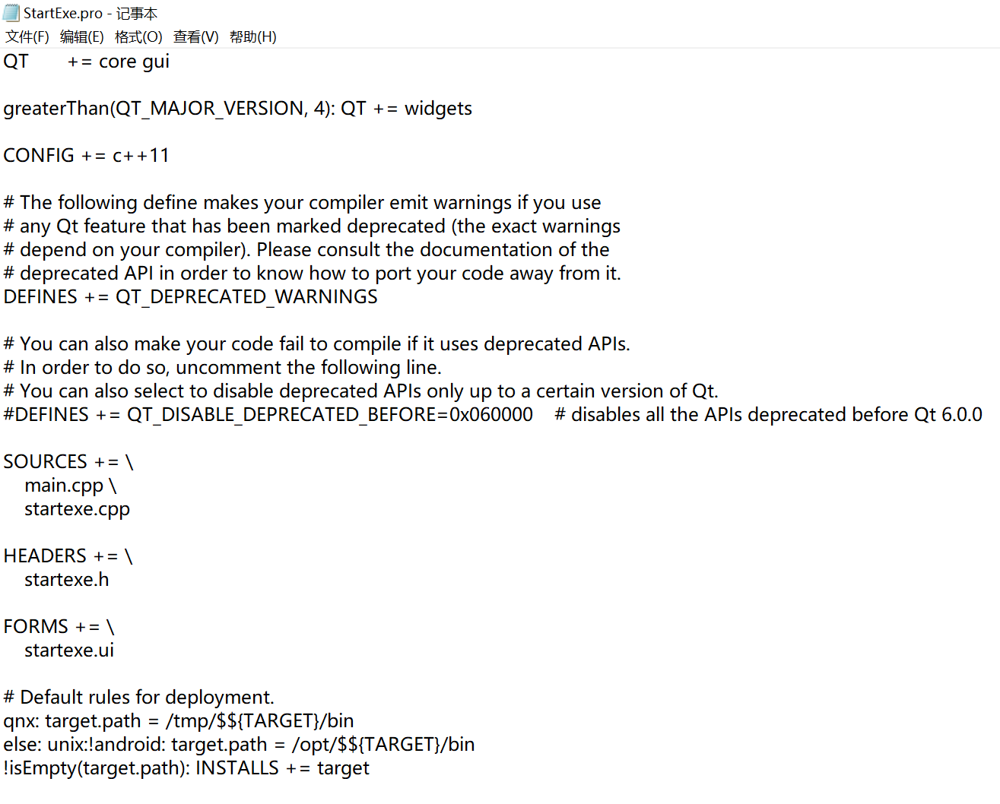 StartExe.pro - 记事本
文件(F) 编辑(E) 格式(O) 查看(V) 帮助(H)
QT       += core gui
greaterThan(QT_MAJOR_VERSION, 4): QT += widgets
CONFIG += c++11
# The following define makes your compiler emit warnings if you use
# any Qt feature that has been marked deprecated (the exact warnings
# depend on your compiler). Please consult the documentation of the
# deprecated API in order to know how to port your code away from it.
DEFINES += QT_DEPRECATED_WARNINGS
# You can also make your code fail to compile if it uses deprecated APIs.
# In order to do so, uncomment the following line.
# You can also select to disable deprecated APIs only up to a certain version of Qt.
#DEFINES += QT_DISABLE_DEPRECATED_BEFORE=0x060000    # disables all the APIs deprecated before Qt 6.0.0
SOURCES += \
    main.cpp \
    startexe.cpp
HEADERS += \
    startexe.h
FORMS += \
    startexe.ui
# Default rules for deployment.
qnx: target.path = /tmp/$${TARGET}/bin
else: unix:!android: target.path = /opt/$${TARGET}/bin
!isEmpty(target.path): INSTALLS += target